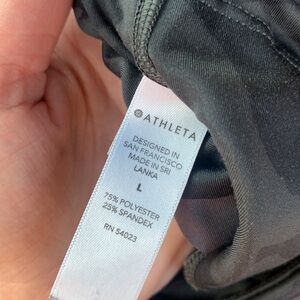 ATHLETA
DESIGNED IN
SAN FRANCISCO
MADE IN SRI
LANKA
L
75% POLYESTER
25% SPANDEX
RN 54023